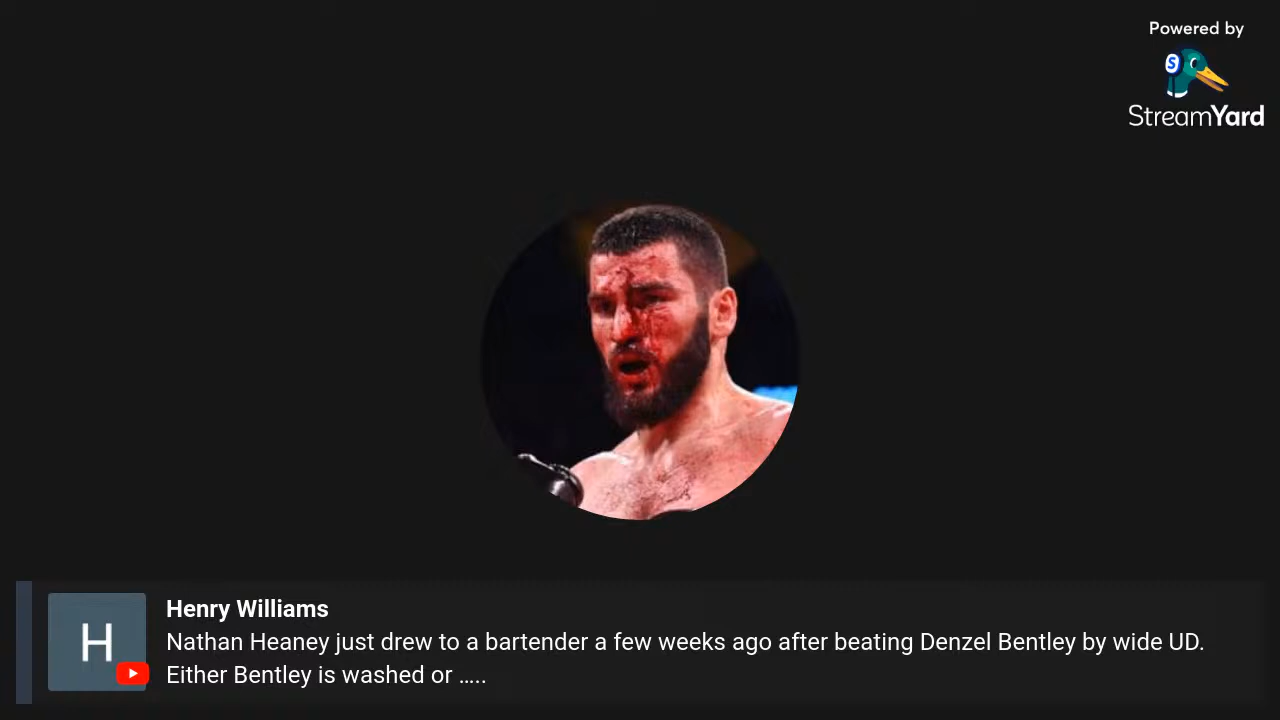 Powered by
S
StreamYard
H
Henry Williams
Nathan Heaney just drew to a bartender a few weeks ago after beating Denzel Bentley by wide UD.
Either Bentley is washed or .....